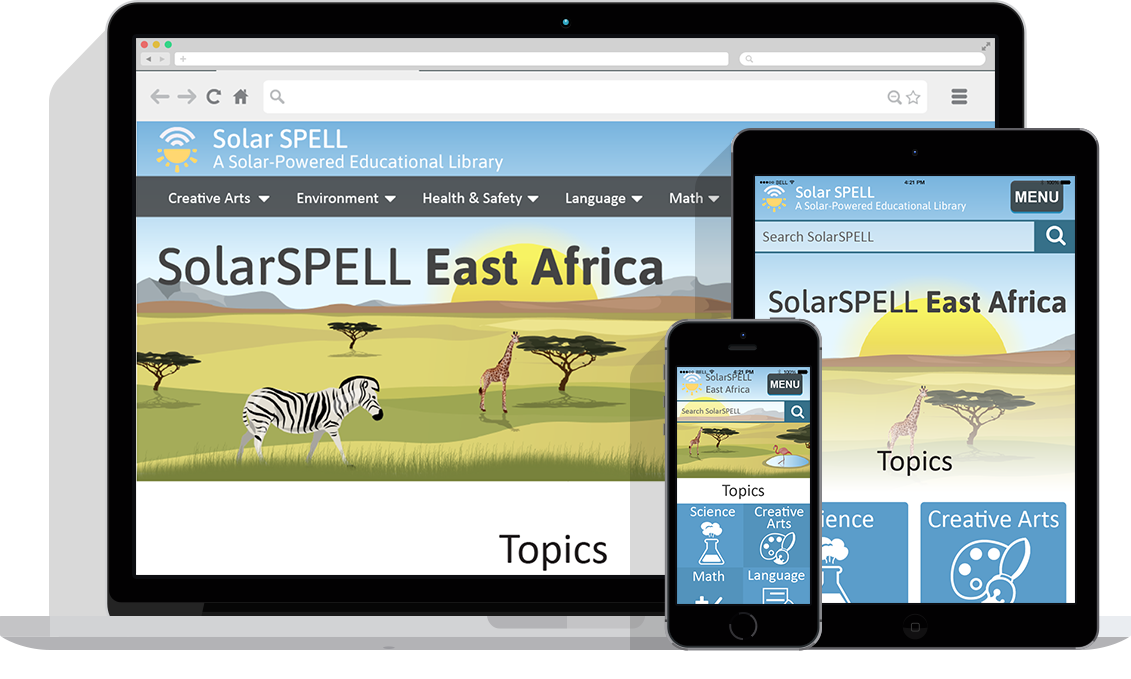 Solar SPELL
A Solar-Powered Educational Library
Creative Arts Environment Health & Safety Language Math
SolarSPELL East Africa
Topics
BELL 4:21 PM 100%
Solar SPELL
A Solar-Powered Educational Library
MENU
Search SolarSPELL
SolarSPELL East Africa
Topics
ience Creative Arts
BELL 4:21 PM 100%
SolarSPELL
East Africa
MENU
Search SolarSPELL
Topics
Science Creative
Arts
Math Language